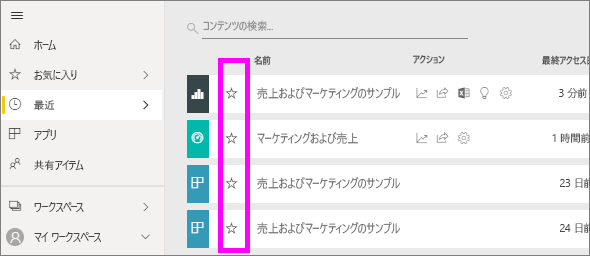 コンテンツの検索...
ホーム
お気に入り
最近
アプリ
共有アイテム
ワークスペース
マイ ワークスペース
名前 アクション 最終アクセス日
売上およびマーケティングのサンプル 3 分前
マーケティングおよび売上 1 時間前
売上およびマーケティングのサンプル 23 日前
売上およびマーケティングのサンプル 24 日前